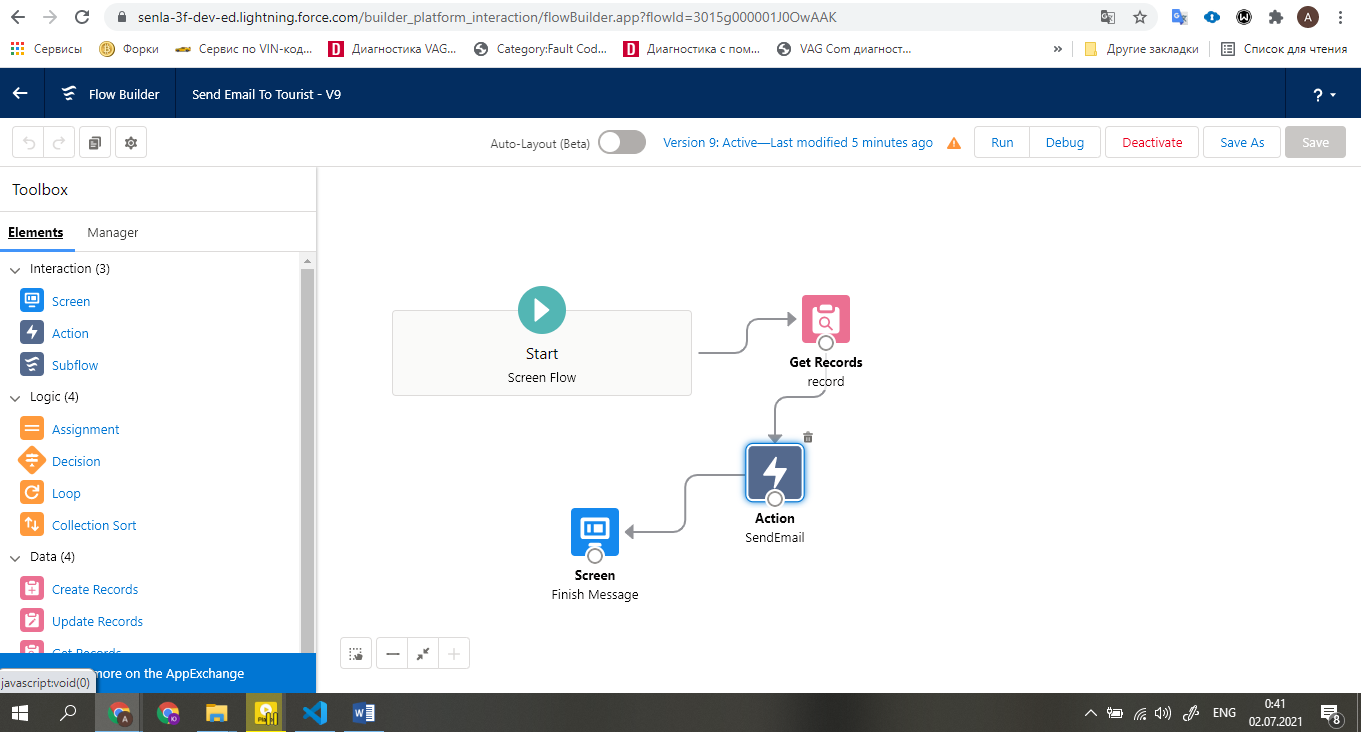 senla-3f-dev-ed.lightning.force.com/builder_platform_interaction/flowBuilder.app?flowId=3015g000001J0OwAAK
A
Сервисы
Форки
Сервис по VIN-код...
D Диагностика VAG...
Category:Fault Cod...
D Диагностика с пом...
VAG Com диагност...
»
Другие закладки
Список для чтения
Flow Builder
Send Email To Tourist - V9
?
Auto-Layout (Beta)
Version 9: Active—Last modified 5 minutes ago
Run
Debug
Deactivate
Save As
Save
Toolbox
Elements
Manager
Interaction (3)
Screen
Action
Subflow
Logic (4)
Assignment
Decision
Loop
Collection Sort
Data (4)
Create Records
Update Records
Get Records
more on the AppExchange
javascript:void(0)
Start
Screen Flow
Get Records
record
Action
SendEmail
Screen
Finish Message
ENG
0:41
02.07.2021
8